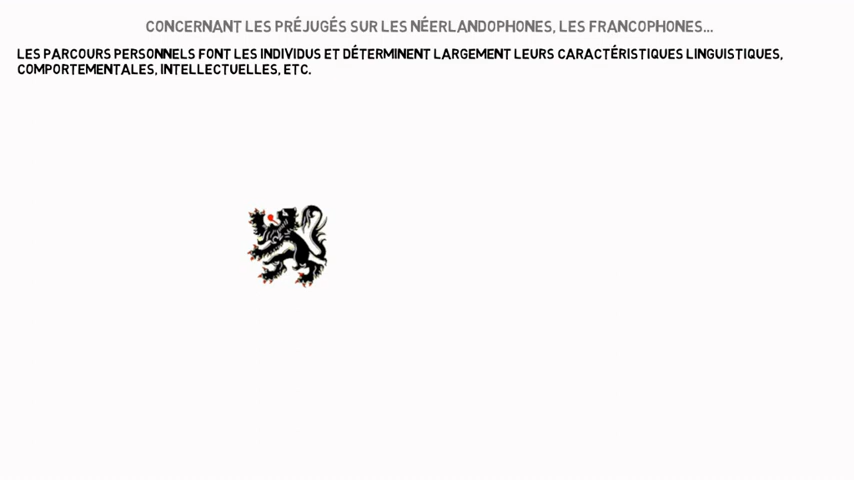 CONCERNANT LES PRÉJUGÉS SUR LES NÉERLANDOPHONES, LES FRANCOPHONES...
LES PARCOURS PERSONNELS FONT LES INDIVIDUS ET DÉTERMINENT LARGEMENT LEURS CARACTÉRISTIQUES LINGUISTIQUES,
COMPORTEMENTALES, INTELLECTUELLES, ETC.